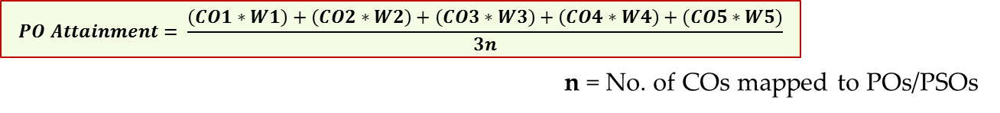 PO Attainment = (CO1 * W1) + (CO2 * W2) + (CO3 * W3) + (CO4 * W4) + (CO5 * W5)
3n
n = No. of COs mapped to POs/PSOs